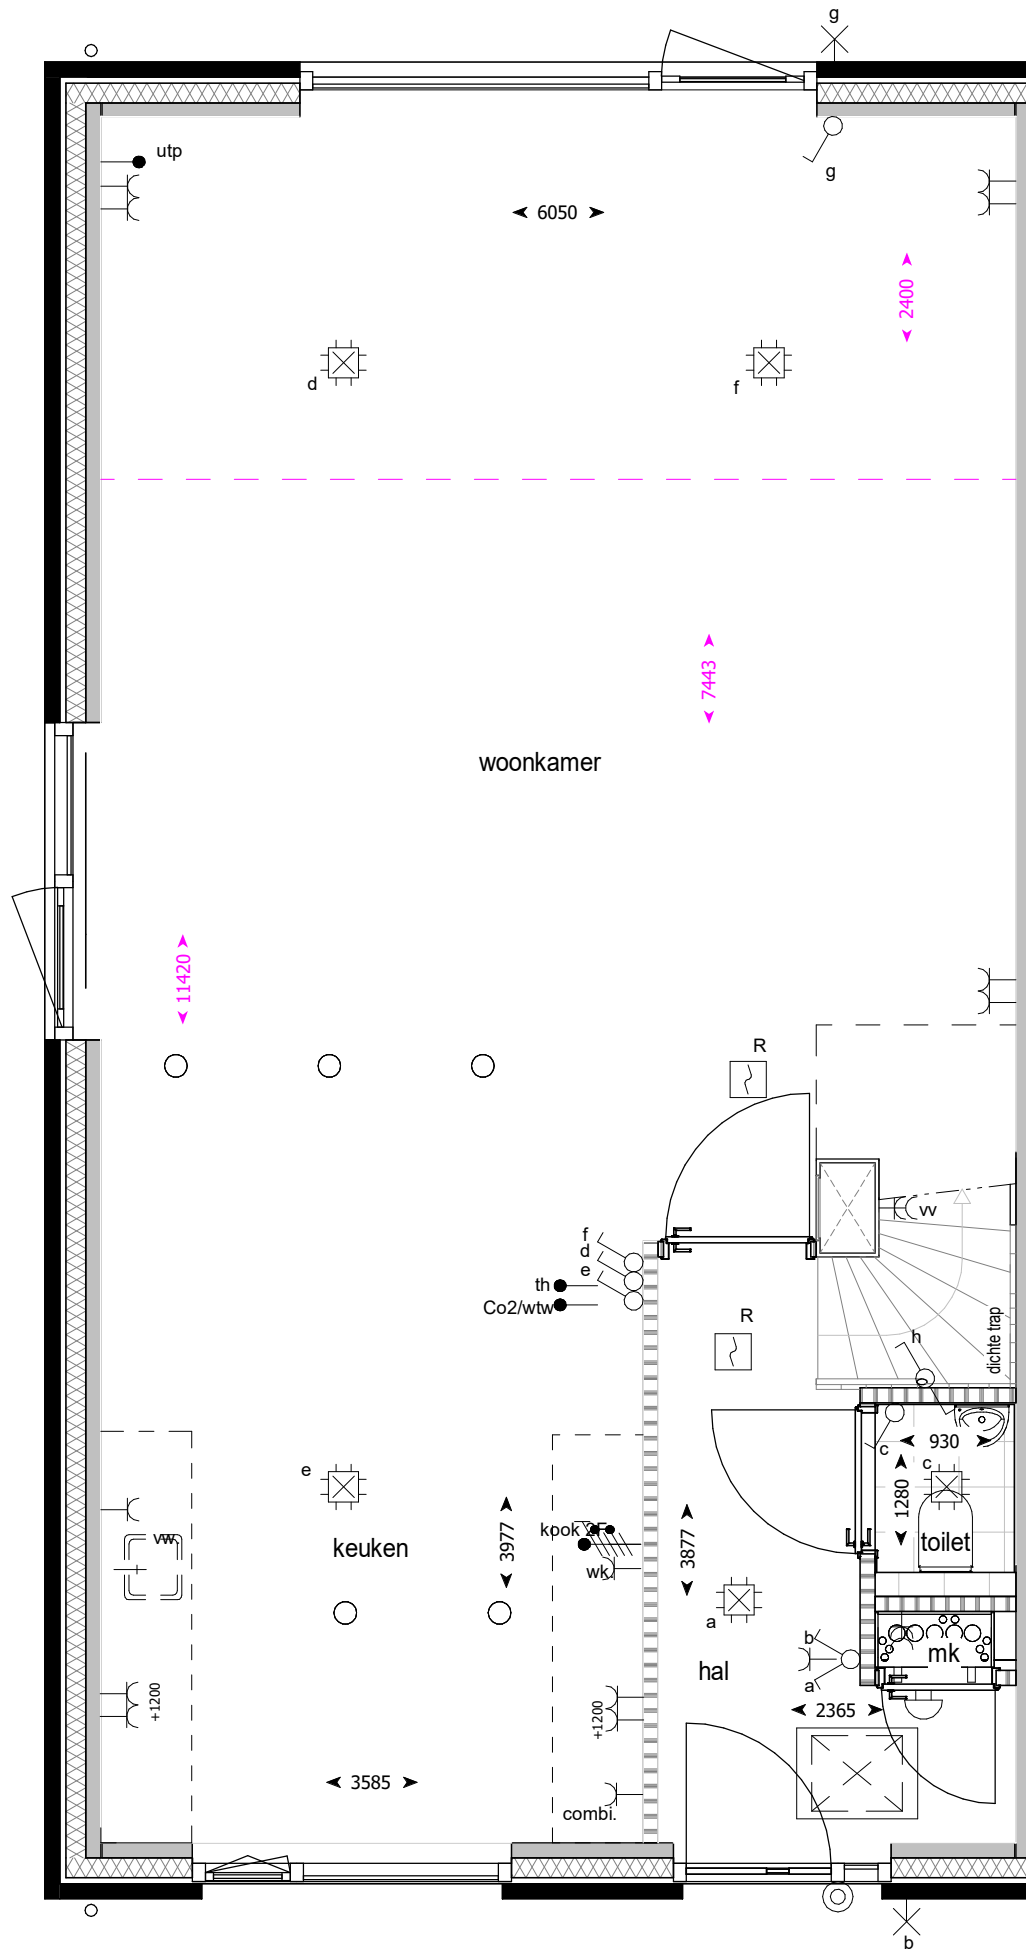 g
utp
g
6050
2400
d
f
7443
woonkamer
11420
R
f
d
e
th
Co2/wtw
vv
R
h
dichte trap
930
c
c
1280
e
3977
kook 2F
3877
toilet
vw.
keuken
wk.
a
b
mk
hal
a
+1200
+1200
2365
3585
combi.
b